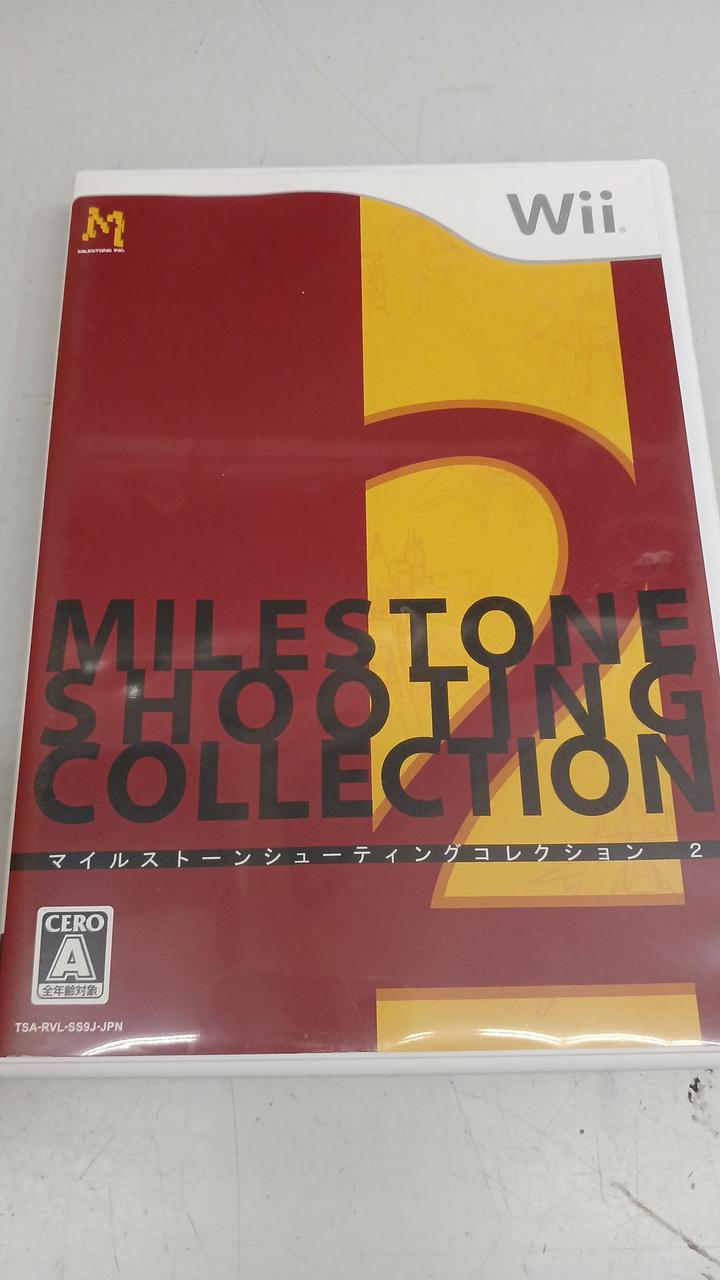 MILESTONE INC.
Wii
2
MILESTONE
SHOOTING
COLLECTION
マイルストーンシューティングコレクション 2
CERO
A
全年齢対象
TSA-RVL-SS9J-JPN